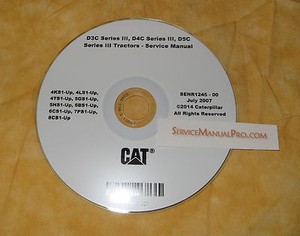 D3C Series III, D4C Series III, D5C
Series III Tractors - Service Manual
4KS1-Up, 4LS1-Up,
4TS1-Up, 5GS1-Up,
5HS1-Up, 6BS1-Up,
6CS1-Up, 7PS1-Up,
8CS1-Up
SENR1245 - 00
July 2007
©2014 Caterpillar
All Rights Reserved
SERVICEMANUALPRO.COM
CAT